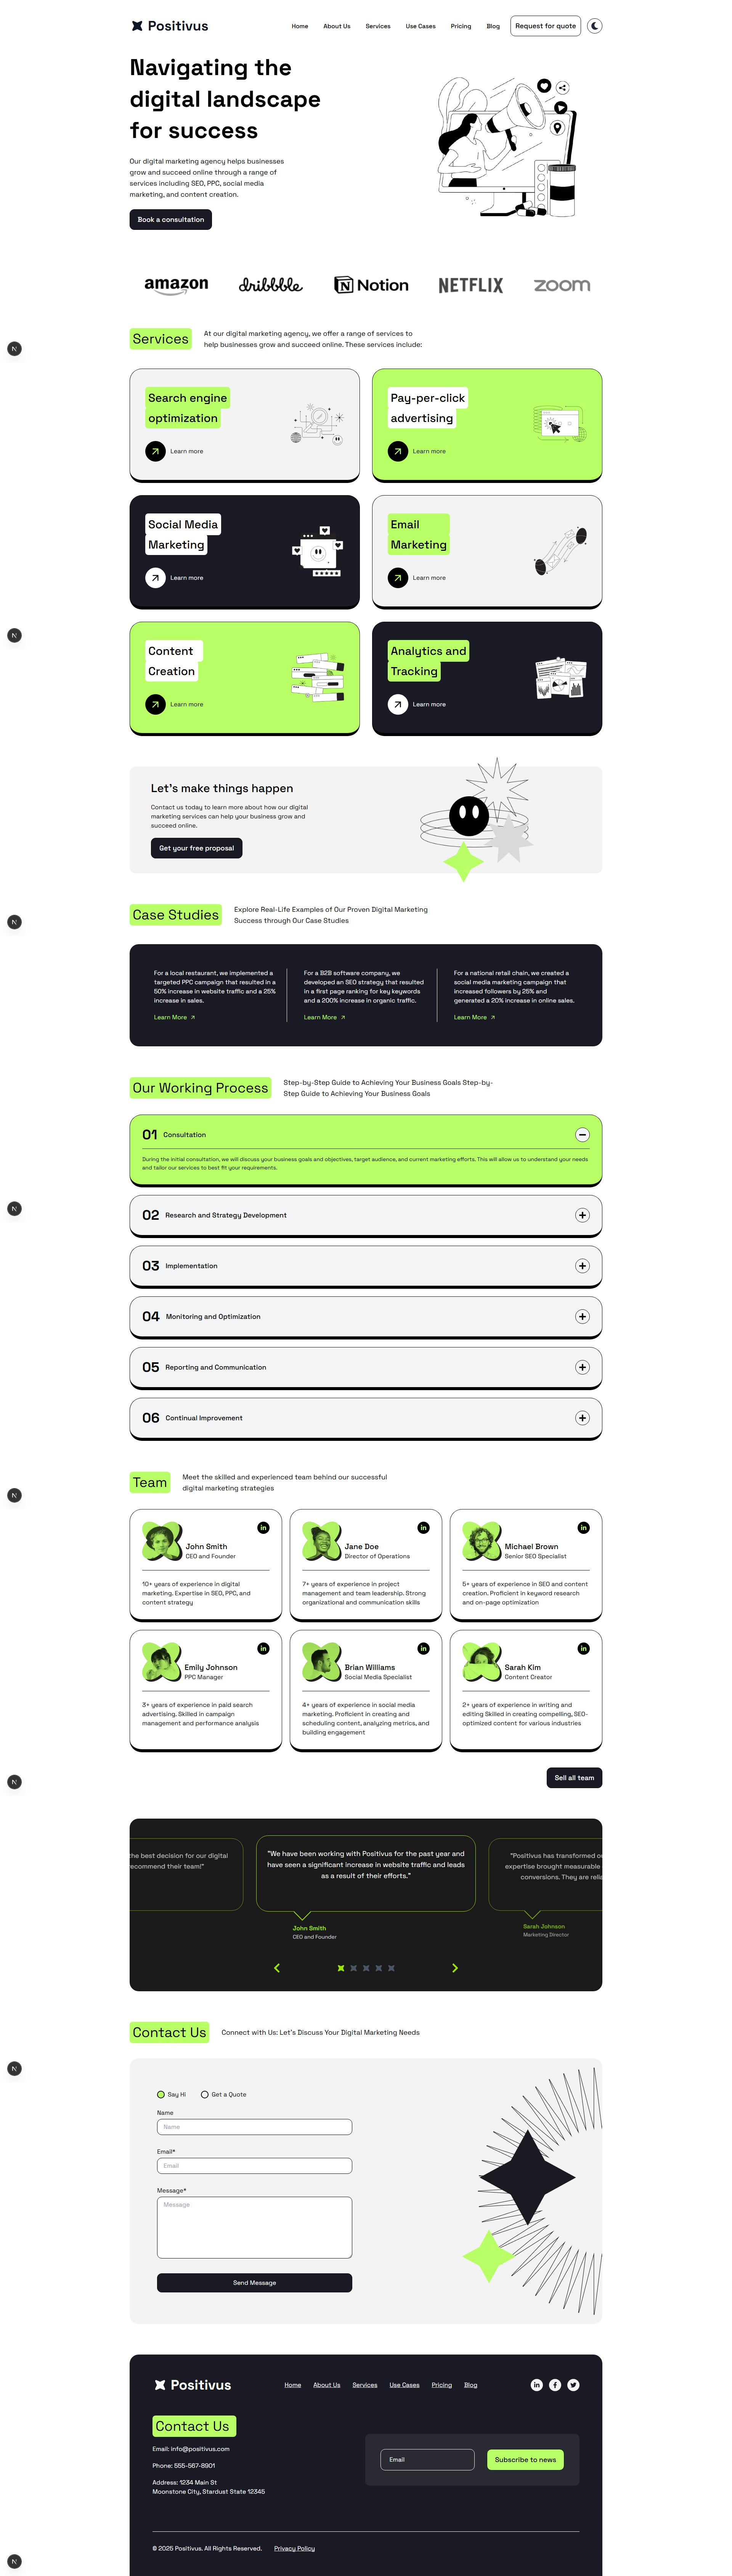 Positivus
Home About Us Services Use Cases Pricing Blog Request for quote
Navigating the
digital landscape
for success
Our digital marketing agency helps businesses
grow and succeed online through a range of
services including SEO, PPC, social media
marketing, and content creation.
Book a consultation
amazon dribbble Notion NETFLIX zoom
Services
At our digital marketing agency, we offer a range of services to
help businesses grow and succeed online. These services include:
Search engine
optimization
Learn more
Pay-per-click
advertising
Learn more
Social Media
Marketing
Learn more
Email
Marketing
Learn more
Content
Creation
Learn more
Analytics and
Tracking
Learn more
Let's make things happen
Contact us today to learn more about how our digital
marketing services can help your business grow and
succeed online.
Get your free proposal
Case Studies
Explore Real-Life Examples of Our Proven Digital Marketing
Success through Our Case Studies
For a local restaurant, we implemented a
targeted PPC campaign that resulted in a
50% increase in website traffic and a 25%
increase in sales.
Learn More
For a B2B software company, we
developed an SEO strategy that resulted
in a first page ranking for key keywords
and a 200% increase in organic traffic.
Learn More
For a national retail chain, we created a
social media marketing campaign that
increased followers by 25% and
generated a 20% increase in online sales.
Learn More
Our Working Process
Step-by-Step Guide to Achieving Your Business Goals Step-by-
Step Guide to Achieving Your Business Goals
01 Consultation
During the initial consultation, we will discuss your business goals and objectives, target audience, and current marketing efforts. This will allow us to understand your needs
and tailor our services to best fit your requirements.
02 Research and Strategy Development
03 Implementation
04 Monitoring and Optimization
05 Reporting and Communication
06 Continual Improvement
Team
Meet the skilled and experienced team behind our successful
digital marketing strategies
in
John Smith
CEO and Founder
10+ years of experience in digital
marketing. Expertise in SEO, PPC, and
content strategy
in
Jane Doe
Director of Operations
7+ years of experience in project
management and team leadership. Strong
organizational and communication skills
in
Michael Brown
Senior SEO Specialist
5+ years of experience in SEO and content
creation. Proficient in keyword research
and on-page optimization
in
Emily Johnson
PPC Manager
3+ years of experience in paid search
advertising. Skilled in campaign
management and performance analysis
in
Brian Williams
Social Media Specialist
4+ years of experience in social media
marketing. Proficient in creating and
scheduling content, analyzing metrics, and
building engagement
in
Sarah Kim
Content Creator
2+ years of experience in writing and
editing Skilled in creating compelling, SEO-
optimized content for various industries
Sell all team
the best decision for our digital
recommend their team!"
"We have been working with Positivus for the past year and
have seen a significant increase in website traffic and leads
as a result of their efforts."
John Smith
CEO and Founder
"Positivus has transformed
expertise brought measurable
conversions. They are
Sarah Johnson
Marketing Director
Contact Us
Connect with Us: Let's Discuss Your Digital Marketing Needs
Say Hi Get a Quote
Name
Name
Email*
Email
Message*
Message
Send Message
Positivus
Home About Us Services Use Cases Pricing Blog
in
Contact Us
Email: info@positivus.com
Phone: 555-567-8901
Address: 1234 Main St
Moonstone City, Stardust State 12345
Email
Subscribe to news
© 2025 Positivus. All Rights Reserved. Privacy Policy